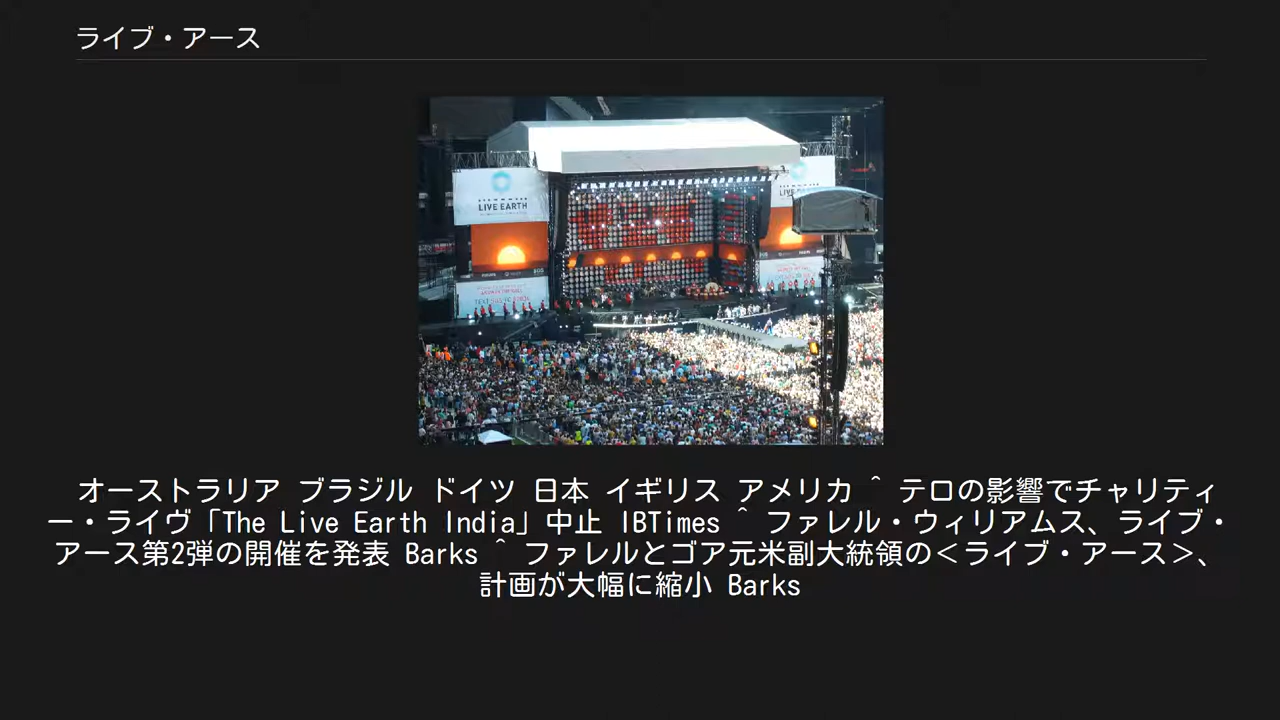 ライブ・アース
LIVE EARTH
LIVE EARTH
オーストラリア ブラジル ドイツ 日本 イギリス アメリカ ^ テロの影響でチャリティ
ー・ライヴ「The Live Earth India」中止 IBTimes ^ ファレル・ウィリアムス、ライブ・
アース第2弾の開催を発表 Barks ^ ファレルとゴア元米副大統領の＜ライブ・アース＞、
計画が大幅に縮小 Barks